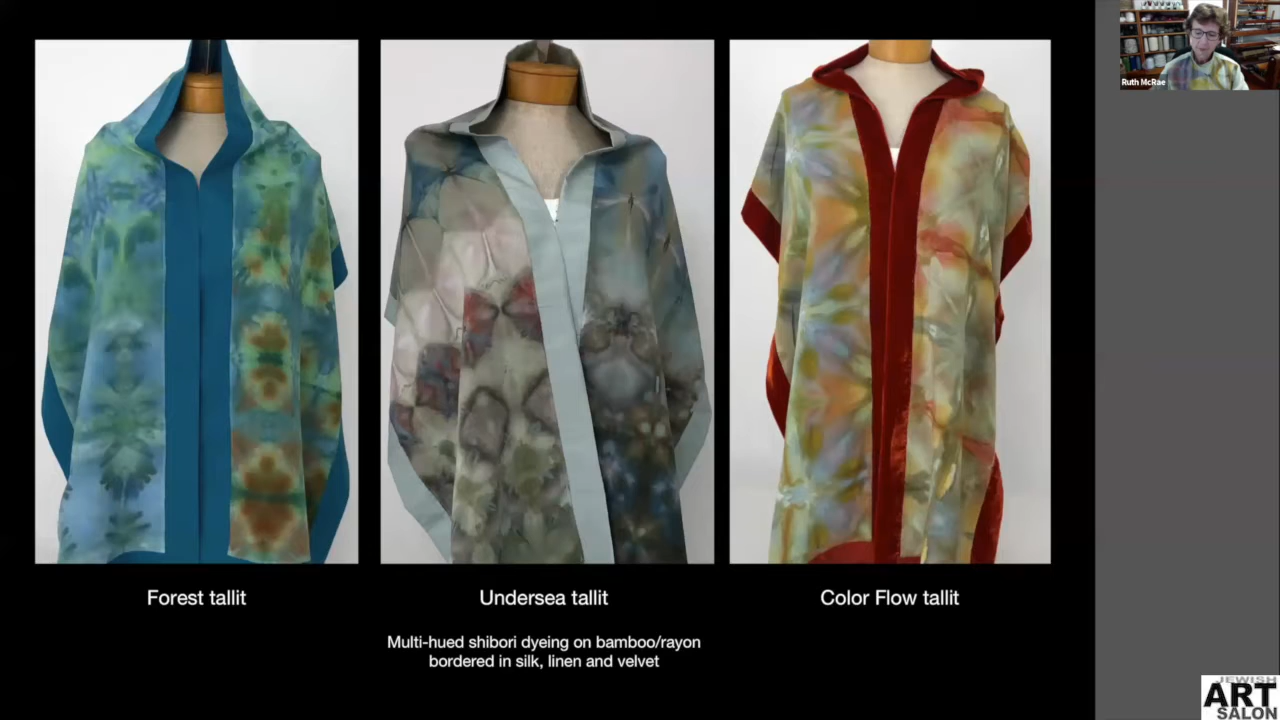 Ruth McRae
Forest tallit
Undersea tallit
Color Flow tallit
Multi-hued shibori dyeing on bamboo/rayon
bordered in silk, linen and velvet
JEWISH
ART
SALON